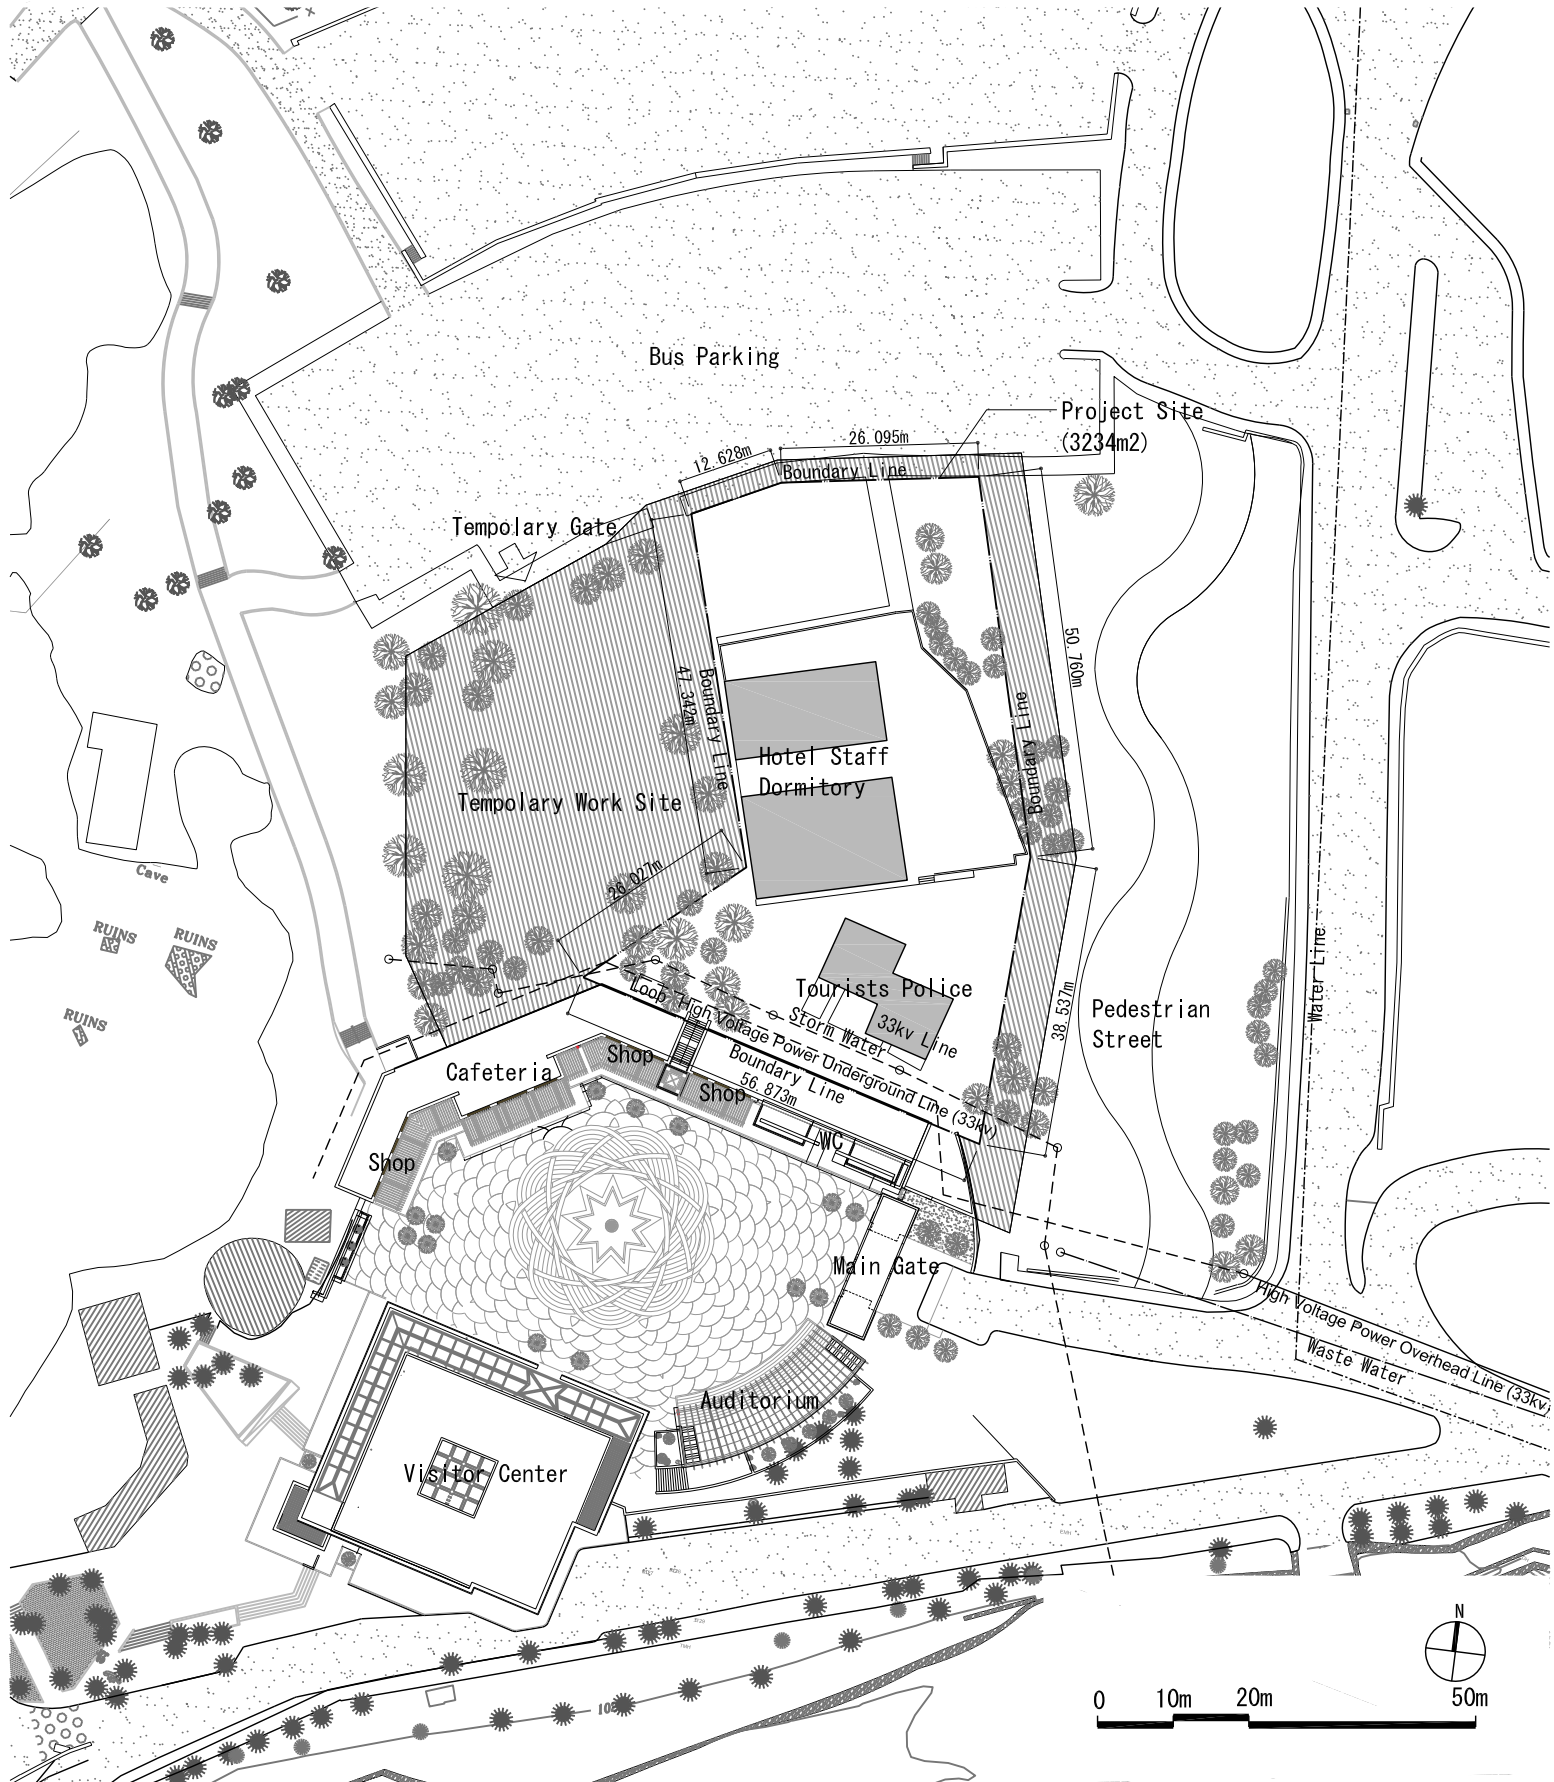 Bus Parking
Project Site
(3234m2)
26.095m
12.628m
Boundary Line
Tempolary Gate
50.760m
47.342m
Boundary Line
Boundary Line
Hotel Staff
Dormitory
Tempolary Work Site
26.027m
Cave
RUINS
RUINS
RUINS
Water Line
Tourists Police
Loop High Voltage Power Underground Line (33kv)
Storm Water
33kv Line
38.537m
Pedestrian
Street
Boundary Line
56.873m
Shop
Cafeteria
Shop
WC
Shop
Main Gate
High Voltage Power Overhead Line (33kv)
Waste Water
Auditorium
Visitor Center
N
0 10m 20m 50m